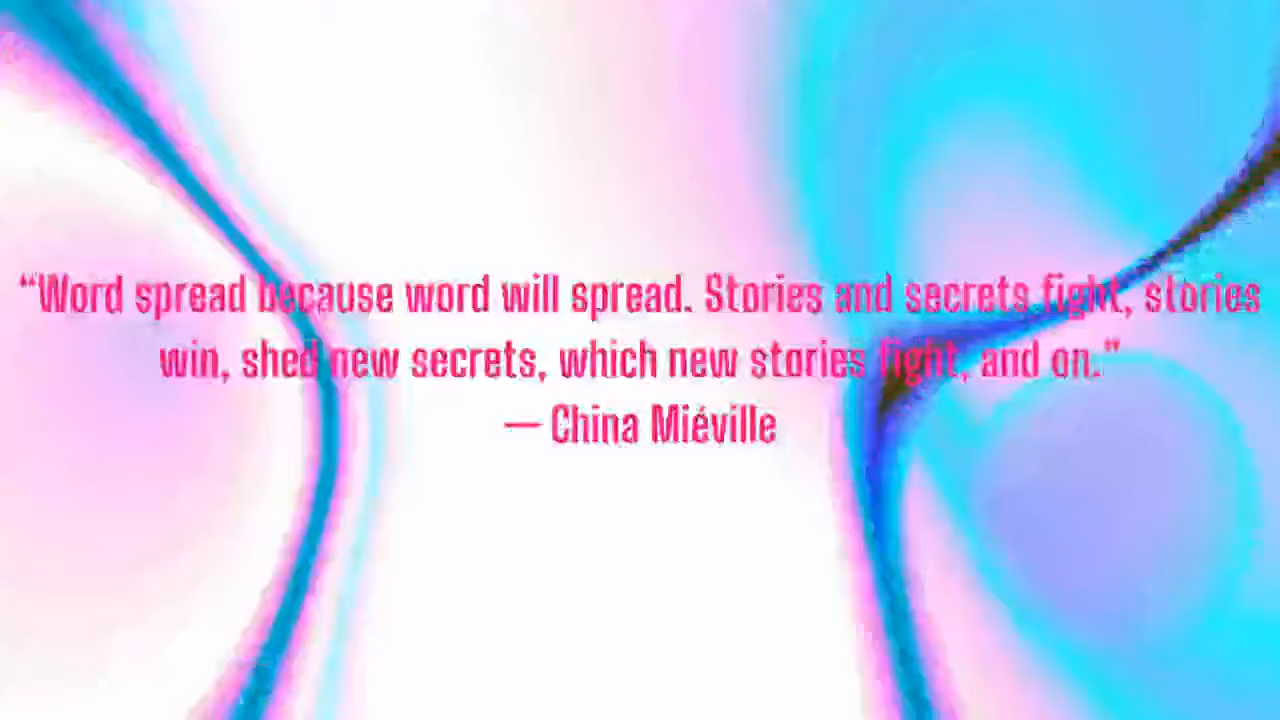 “Word spread because word will spread. Stories and secrets fight, stories
win, shed new secrets, which new stories fight, and on.”
— China Miéville